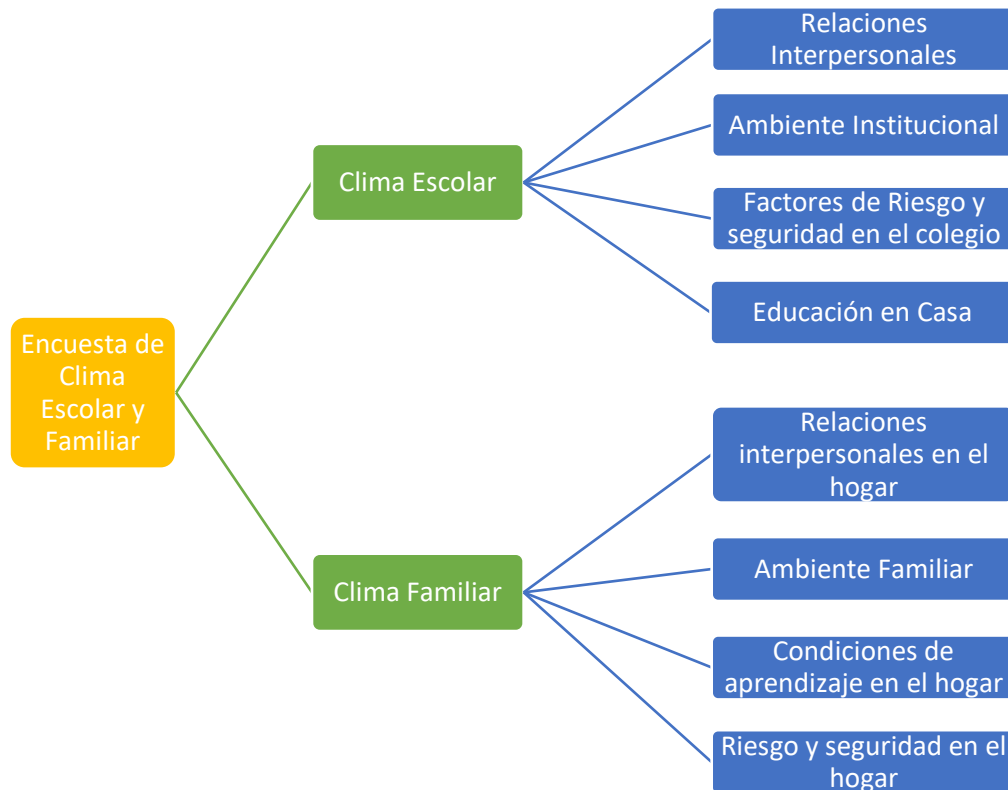 Encuesta de
Clima
Escolar y
Familiar
Clima Escolar
Relaciones
Interpersonales
Ambiente Institucional
Factores de Riesgo y
seguridad en el colegio
Educación en Casa
Clima Familiar
Relaciones
interpersonales en el
hogar
Ambiente Familiar
Condiciones de
aprendizaje en el hogar
Riesgo y seguridad en el
hogar